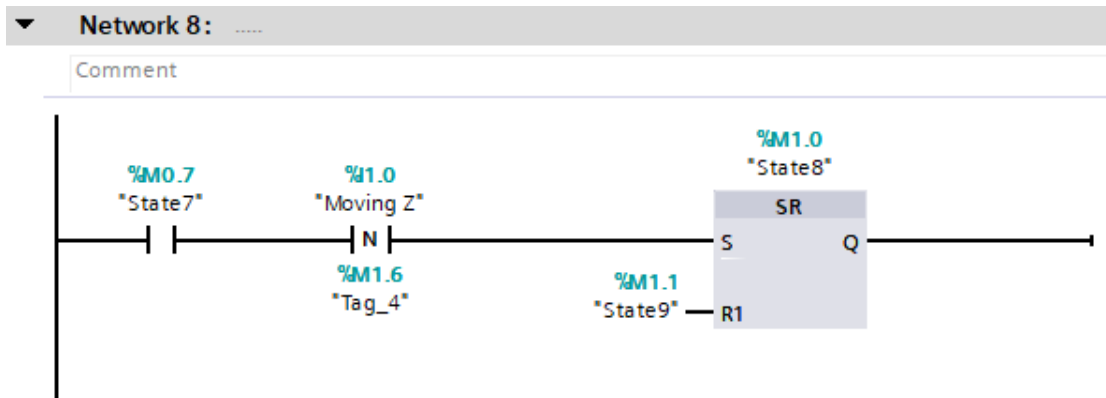 Network 8: .....
Comment
%M1.0
"State8"
%M0.7
"State7"
%I1.0
"Moving Z"
SR
N
S
Q
%M1.6
"Tag_4"
%M1.1
"State9"
R1